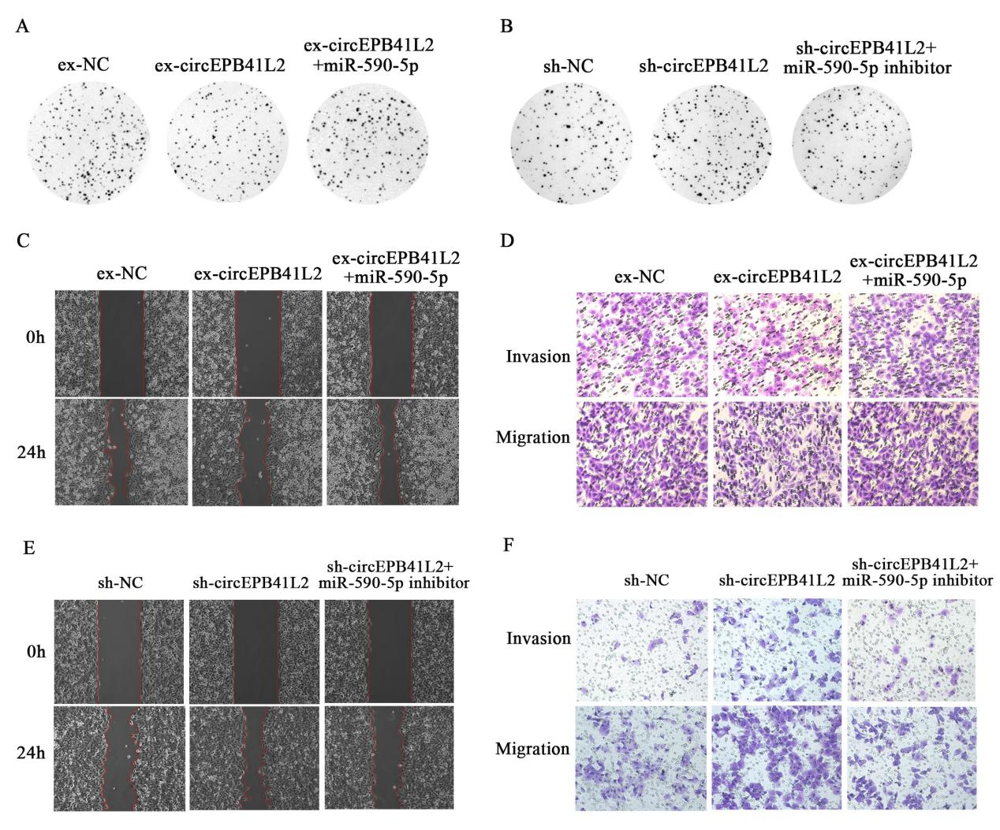 A
ex-NC
ex-circEPB41L2
ex-circEPB41L2
+miR-590-5p
B
sh-NC
sh-circEPB41L2
sh-circEPB41L2+
miR-590-5p inhibitor
C
ex-NC
ex-circEPB41L2
ex-circEPB41L2
+miR-590-5p
0h
24h
D
ex-NC
ex-circEPB41L2
ex-circEPB41L2
+miR-590-5p
Invasion
Migration
E
sh-NC
sh-circEPB41L2
sh-circEPB41L2+
miR-590-5p inhibitor
0h
24h
F
sh-NC
sh-circEPB41L2
sh-circEPB41L2+
miR-590-5p inhibitor
Invasion
Migration